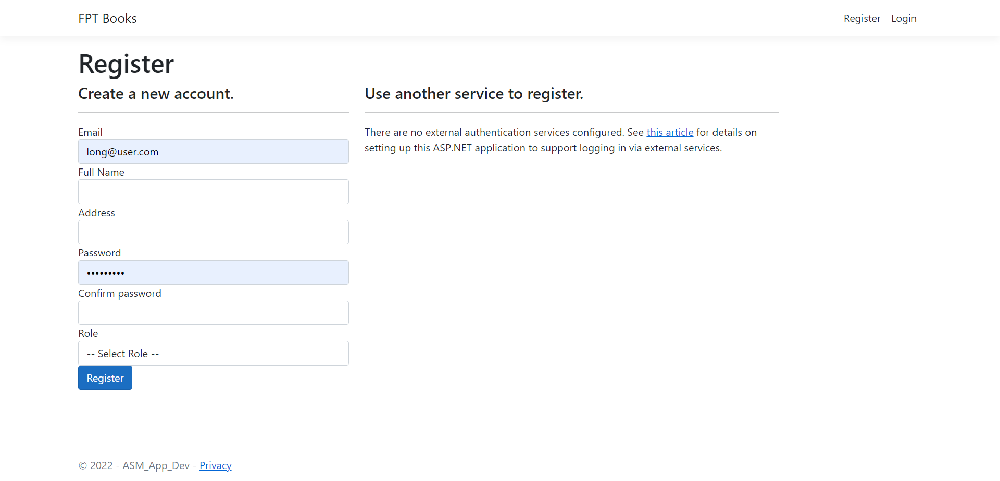 FPT Books
Register
Login
Register
Create a new account.
Email
long@user.com
Full Name
Address
Password
•••••••••
Confirm password
Role
-- Select Role --
Register
Use another service to register.
There are no external authentication services configured. See this article for details on
setting up this ASP.NET application to support logging in via external services.
© 2022 - ASM_App_Dev - Privacy